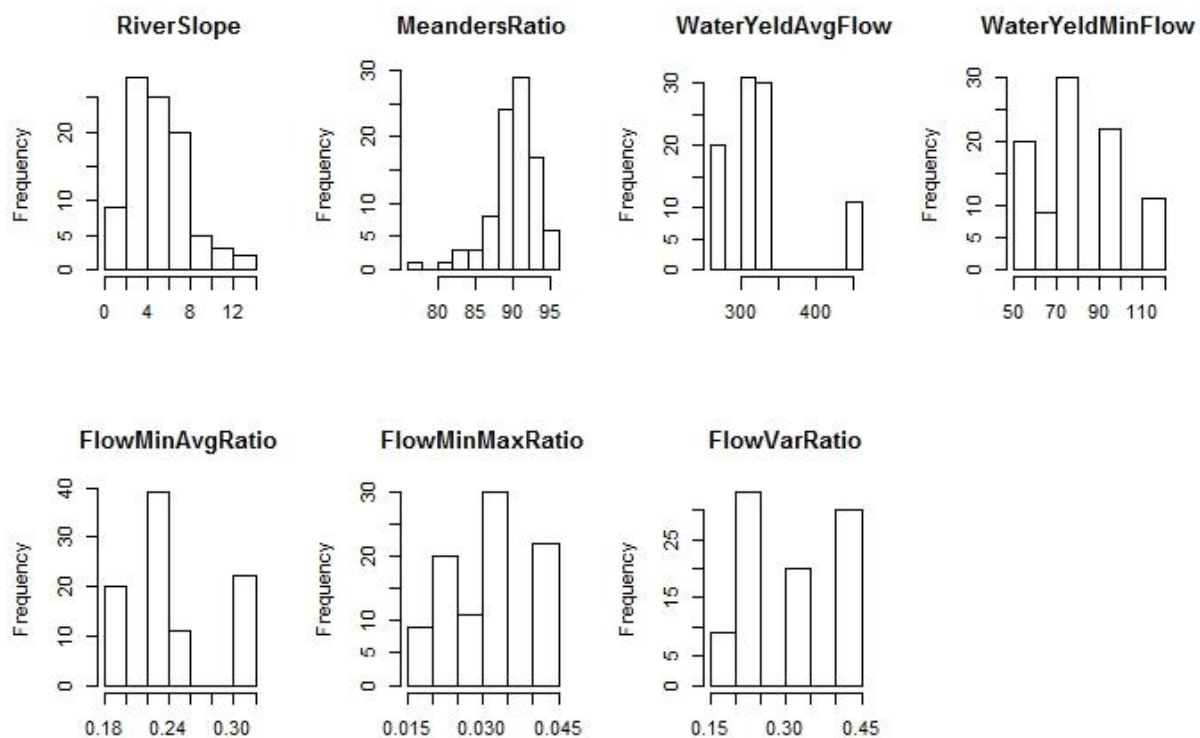 RiverSlope
Frequency
0 5 10 20
0 4 8 12
MeandersRatio
Frequency
0 5 10 20 30
80 85 90 95
WaterYeldAvgFlow
Frequency
0 5 10 20 30
300 400
WaterYeldMinFlow
Frequency
0 5 10 20 30
50 70 90 110
FlowMinAvgRatio
Frequency
0 10 20 30 40
0.18 0.24 0.30
FlowMinMaxRatio
Frequency
0 5 10 20 30
0.015 0.030 0.045
FlowVarRatio
Frequency
0 5 15 25
0.15 0.30 0.45